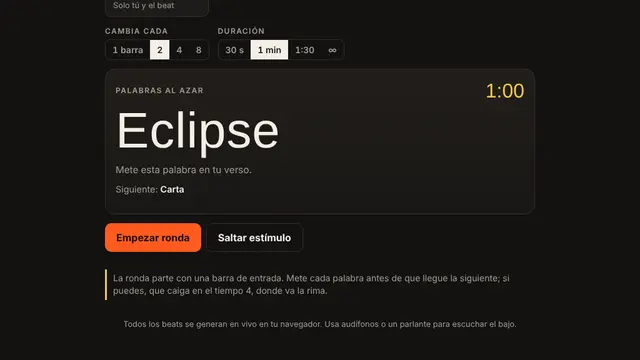 Solo tú y el beat
CAMBIA CADA
DURACIÓN
1 barra 2 4 8
30 s 1 min 1:30 ∞
PALABRAS AL AZAR
1:00
Eclipse
Mete esta palabra en tu verso.
Siguiente: Carta
Empezar ronda
Saltar estímulo
La ronda parte con una barra de entrada. Mete cada palabra antes de que llegue la siguiente; si
puedes, que caiga en el tiempo 4, donde va la rima.
Todos los beats se generan en vivo en tu navegador. Usa audífonos o un parlante para escuchar el bajo.